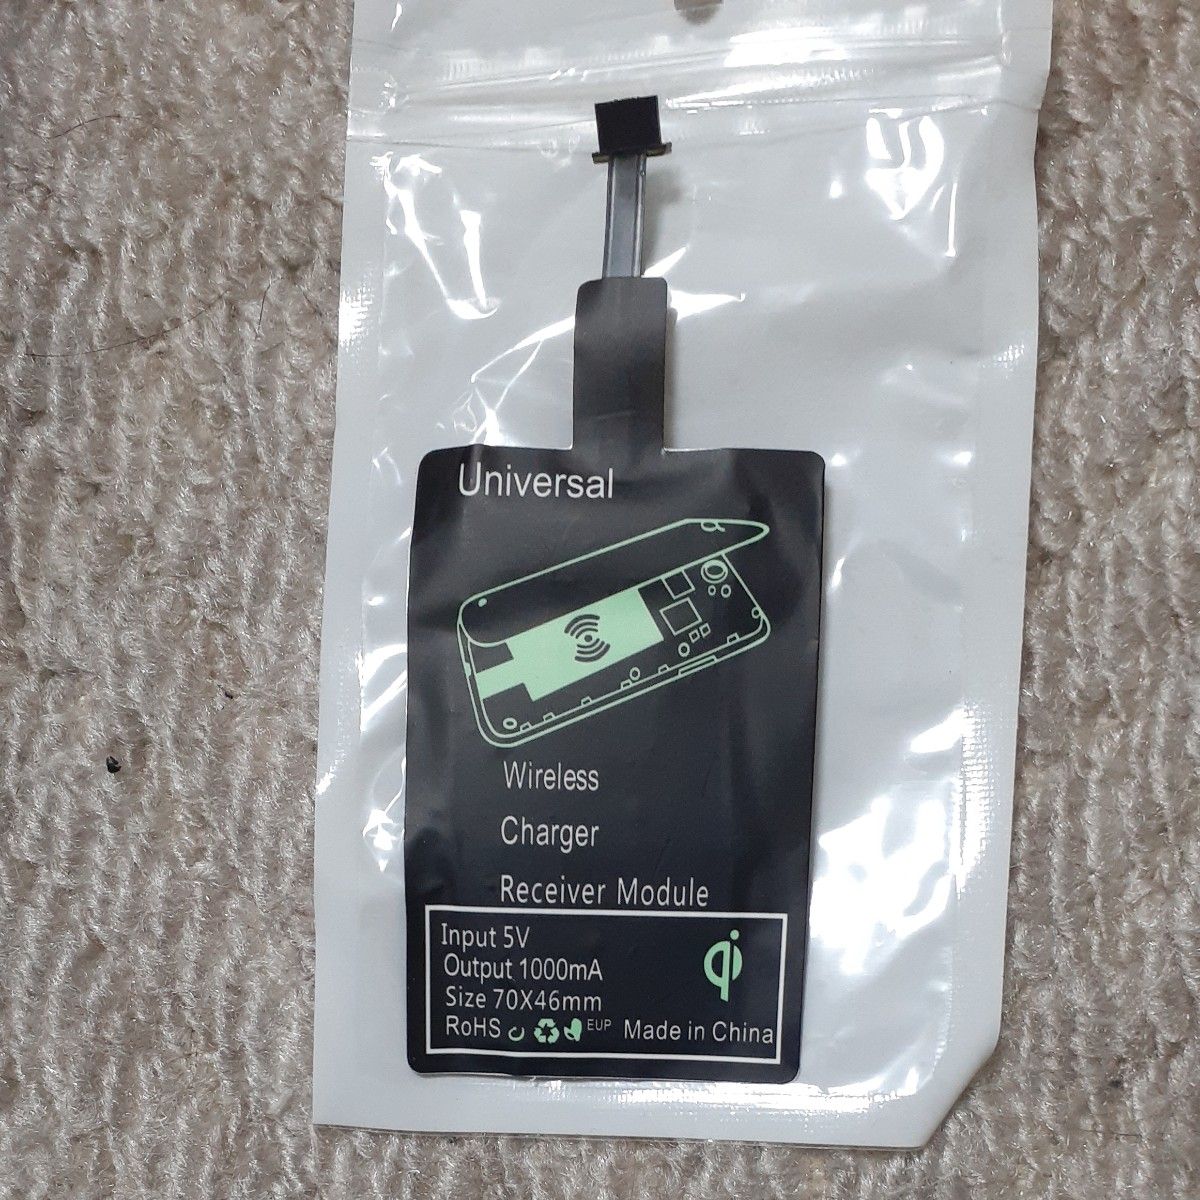 Universal
Wireless
Charger
Receiver Module
Input 5V
Output 1000mA
Size 70X46mm
RoHS EUP Made in China
qi